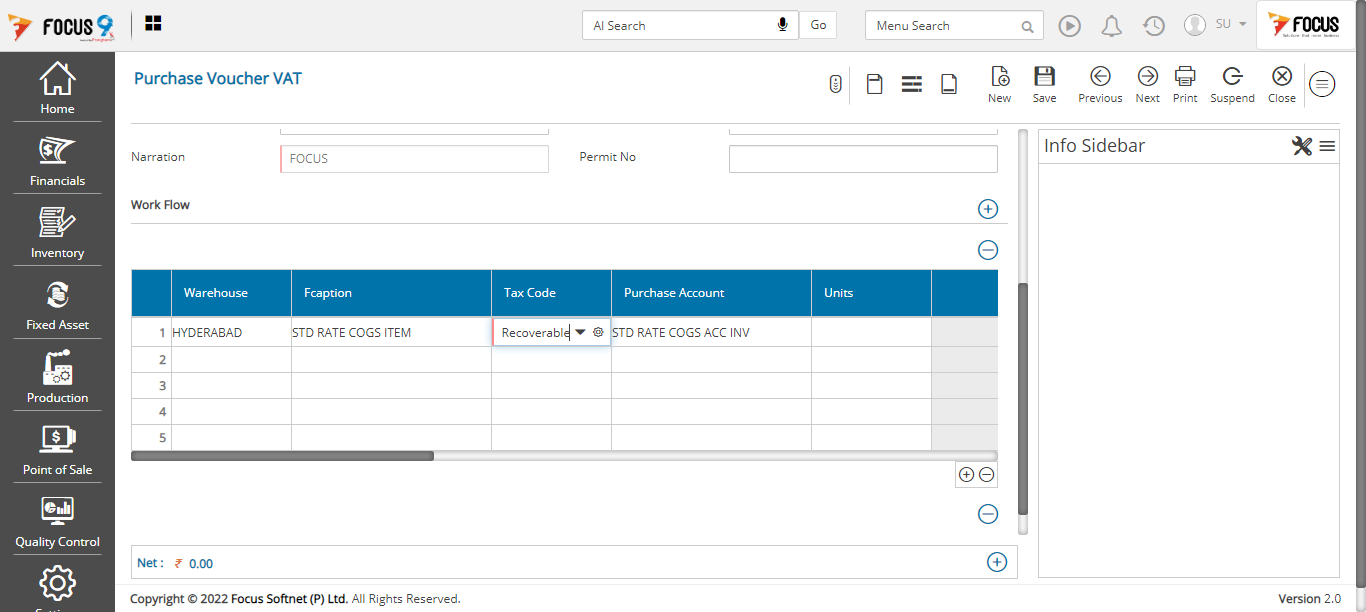 FOCUS 9
AI Search
Go
Menu Search
SU
FOCUS
Home
Financials
Inventory
Fixed Asset
Production
Point of Sale
Quality Control
Purchase Voucher VAT
New
Save
Previous
Next
Print
Suspend
Close
Narration
FOCUS
Permit No
Work Flow
Warehouse
Fcaption
Tax Code
Purchase Account
Units
1
HYDERABAD
STD RATE COGS ITEM
Recoverable
STD RATE COGS ACC INV
2
3
4
5
Net : ₹ 0.00
Info Sidebar
Copyright © 2022 Focus Softnet (P) Ltd. All Rights Reserved.
Version 2.0